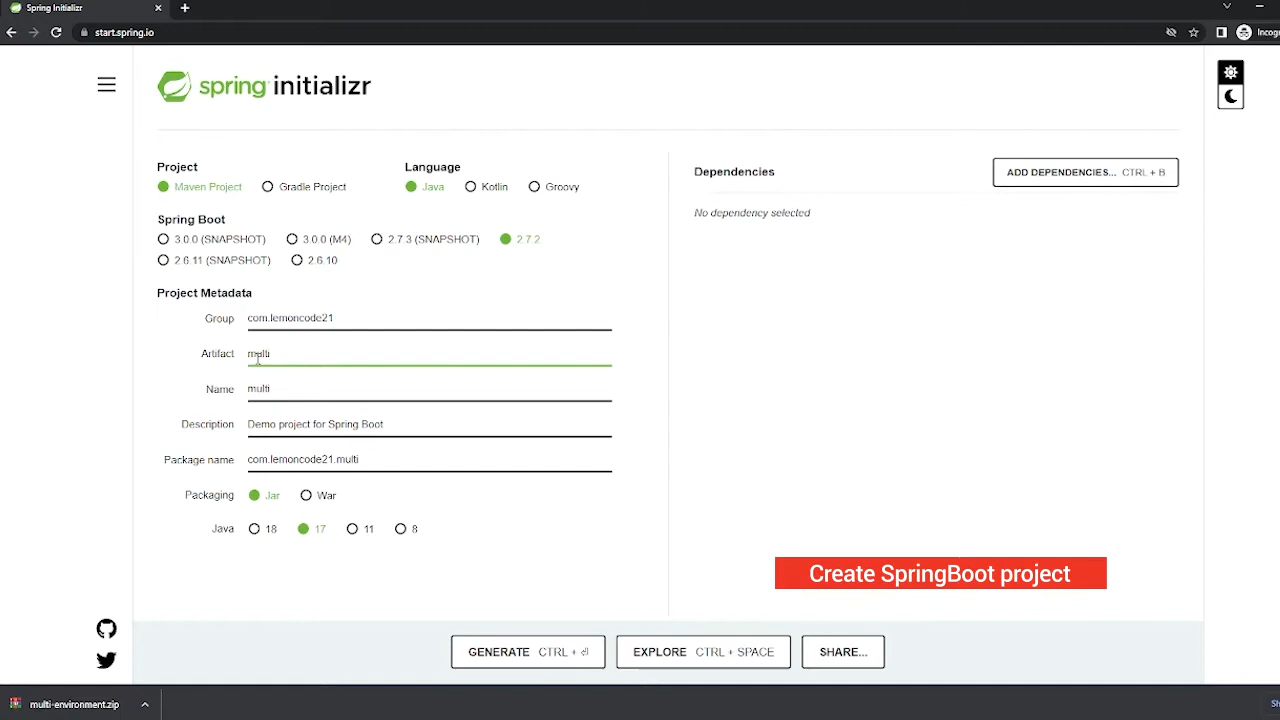 Spring Initializr
start.spring.io
Incog
spring initializr
Project
Maven Project
Gradle Project
Language
Java
Kotlin
Groovy
Spring Boot
3.0.0 (SNAPSHOT)
3.0.0 (M4)
2.7.3 (SNAPSHOT)
2.7.2
2.6.11 (SNAPSHOT)
2.6.10
Project Metadata
Group com.lemoncode21
Artifact multi
Name multi
Description Demo project for Spring Boot
Package name com.lemoncode21.multi
Packaging Jar War
Java 18 17 11 8
Dependencies
ADD DEPENDENCIES... CTRL + B
No dependency selected
Create SpringBoot project
GENERATE CTRL + ⏎
EXPLORE CTRL + SPACE
SHARE...
multi-environment.zip
Sh